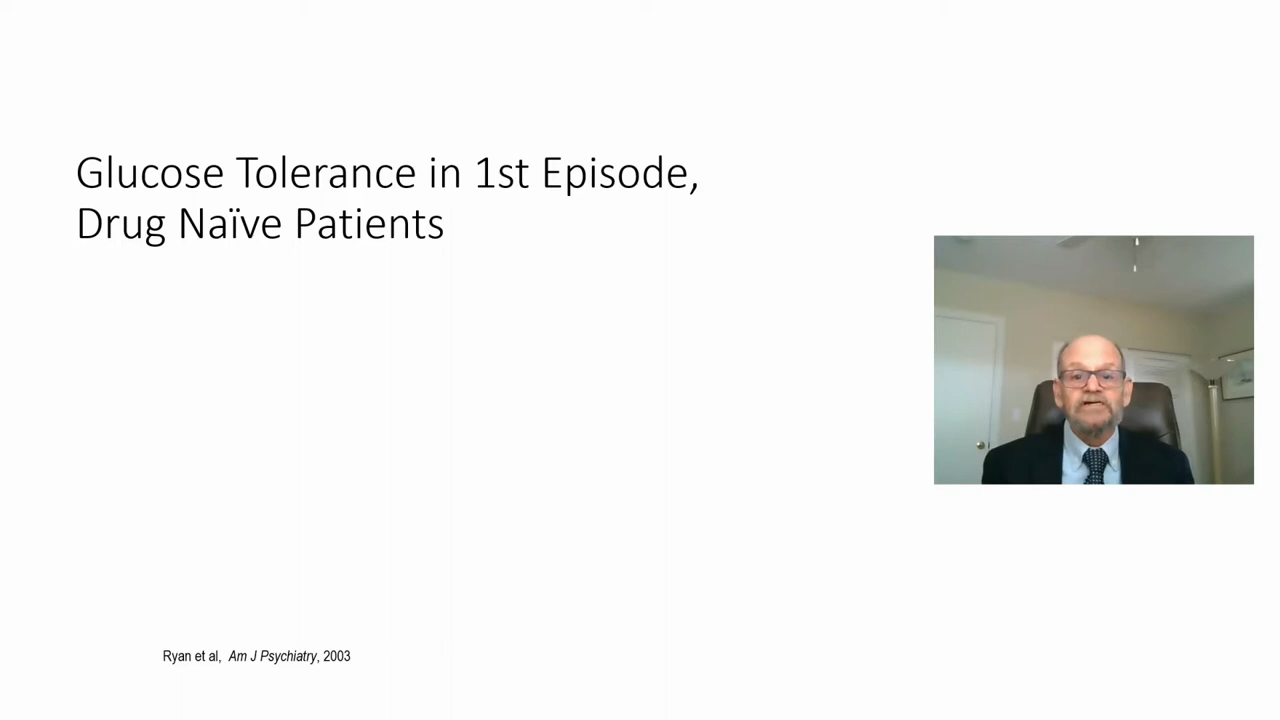 Glucose Tolerance in 1st Episode,
Drug Naïve Patients
Ryan et al, Am J Psychiatry, 2003